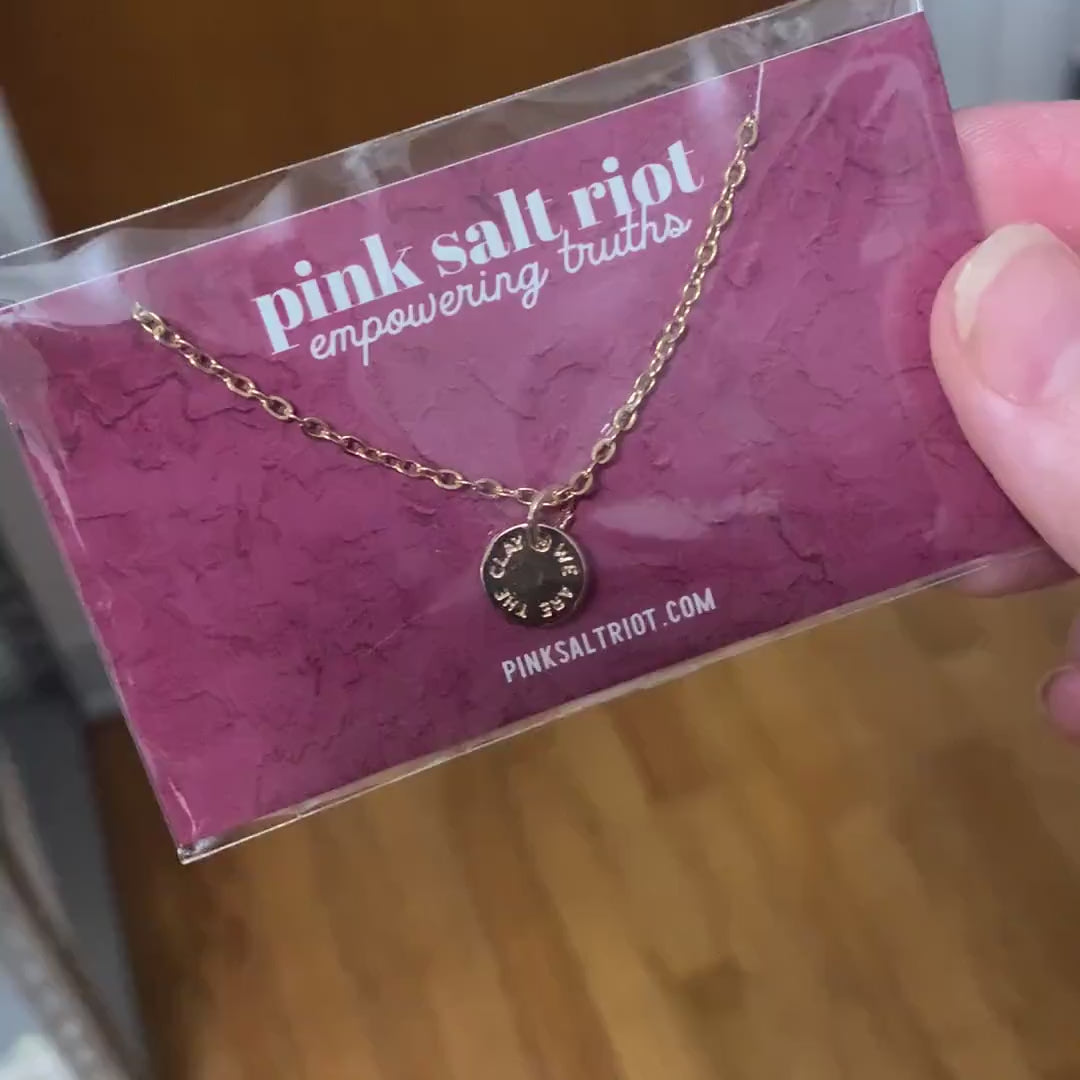 pink salt riot
empowering truths
WE ARE THE CLAY
PINKSALTRIOT.COM